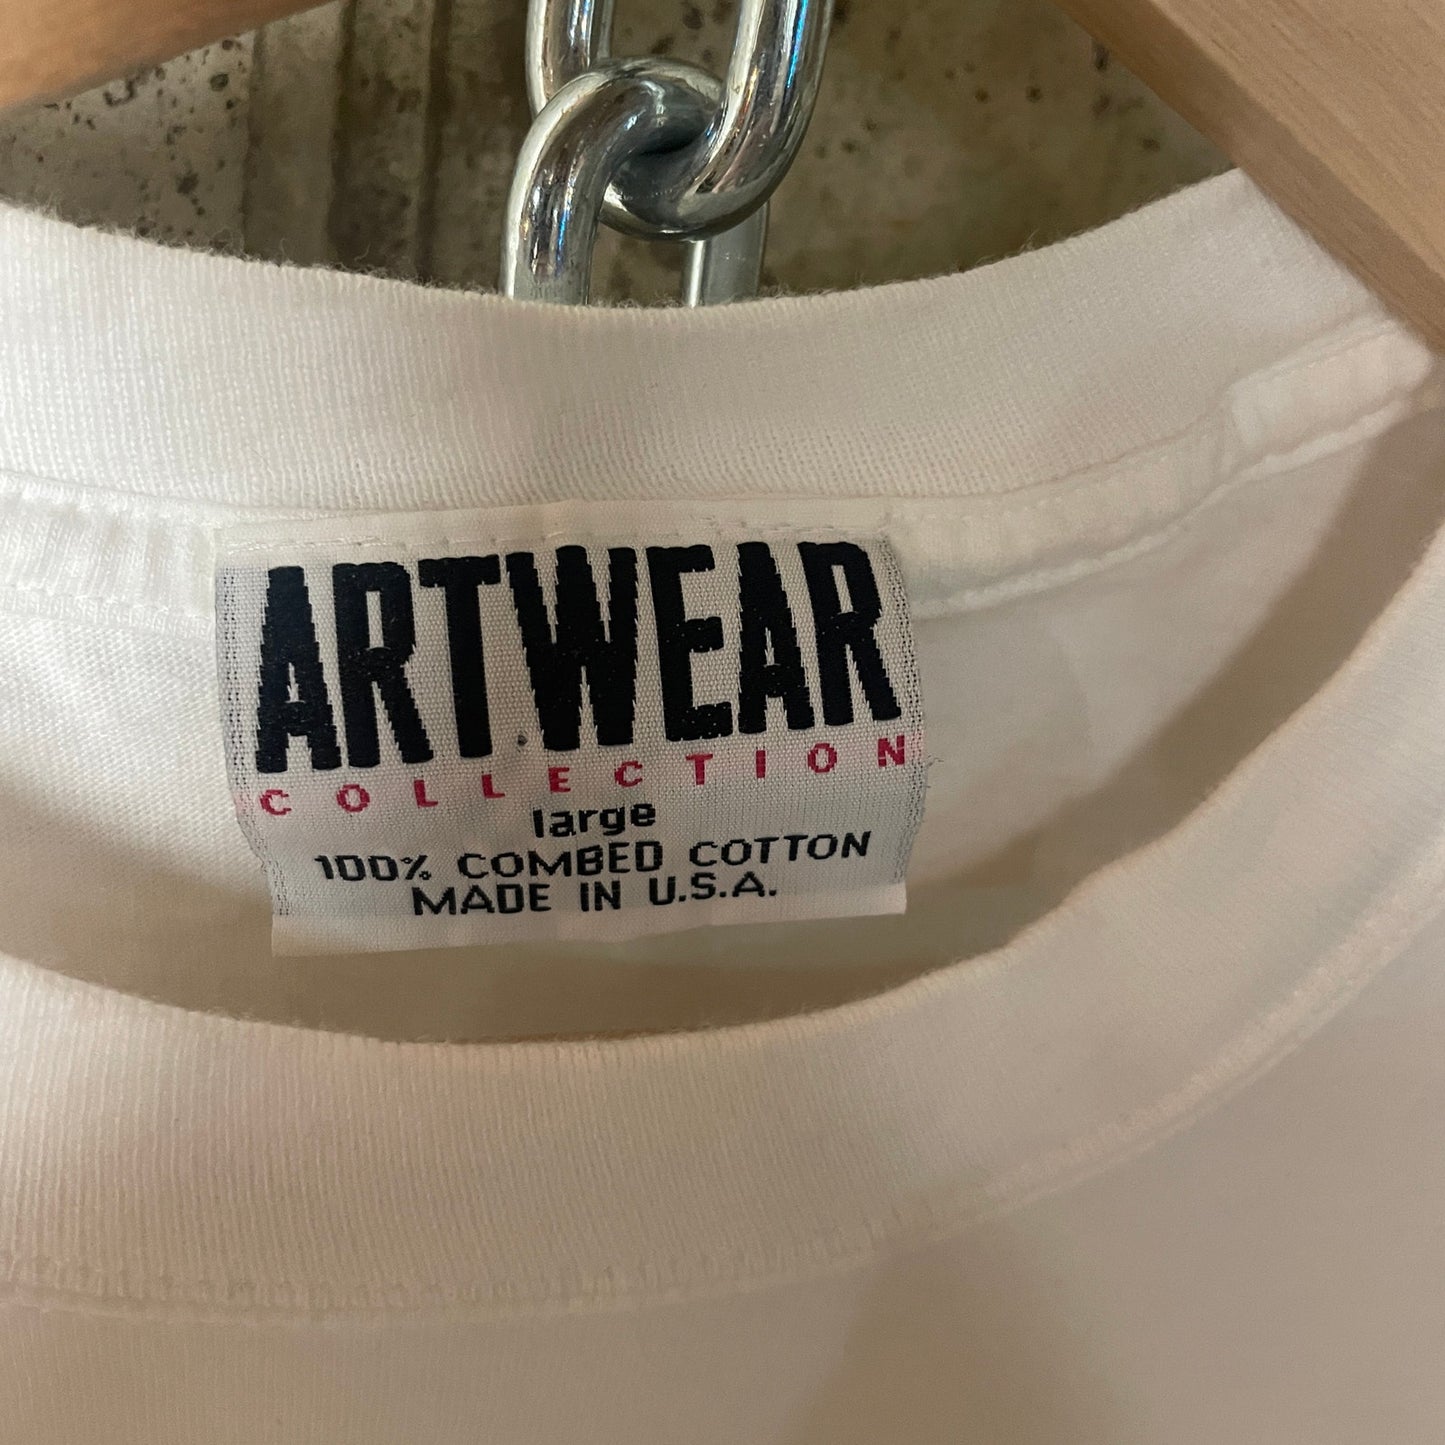 ARTWEAR
COLLECTION
large
100% COMBED COTTON
MADE IN U.S.A.